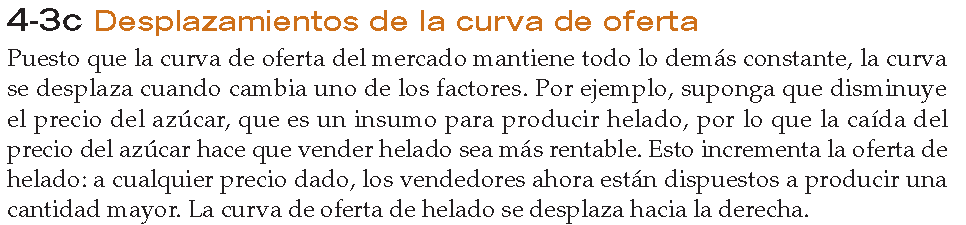 4-3c Desplazamientos de la curva de oferta
Puesto que la curva de oferta del mercado mantiene todo lo demás constante, la curva
se desplaza cuando cambia uno de los factores. Por ejemplo, suponga que disminuye
el precio del azúcar, que es un insumo para producir helado, por lo que la caída del
precio del azúcar hace que vender helado sea más rentable. Esto incrementa la oferta de
helado: a cualquier precio dado, los vendedores ahora están dispuestos a producir una
cantidad mayor. La curva de oferta de helado se desplaza hacia la derecha.